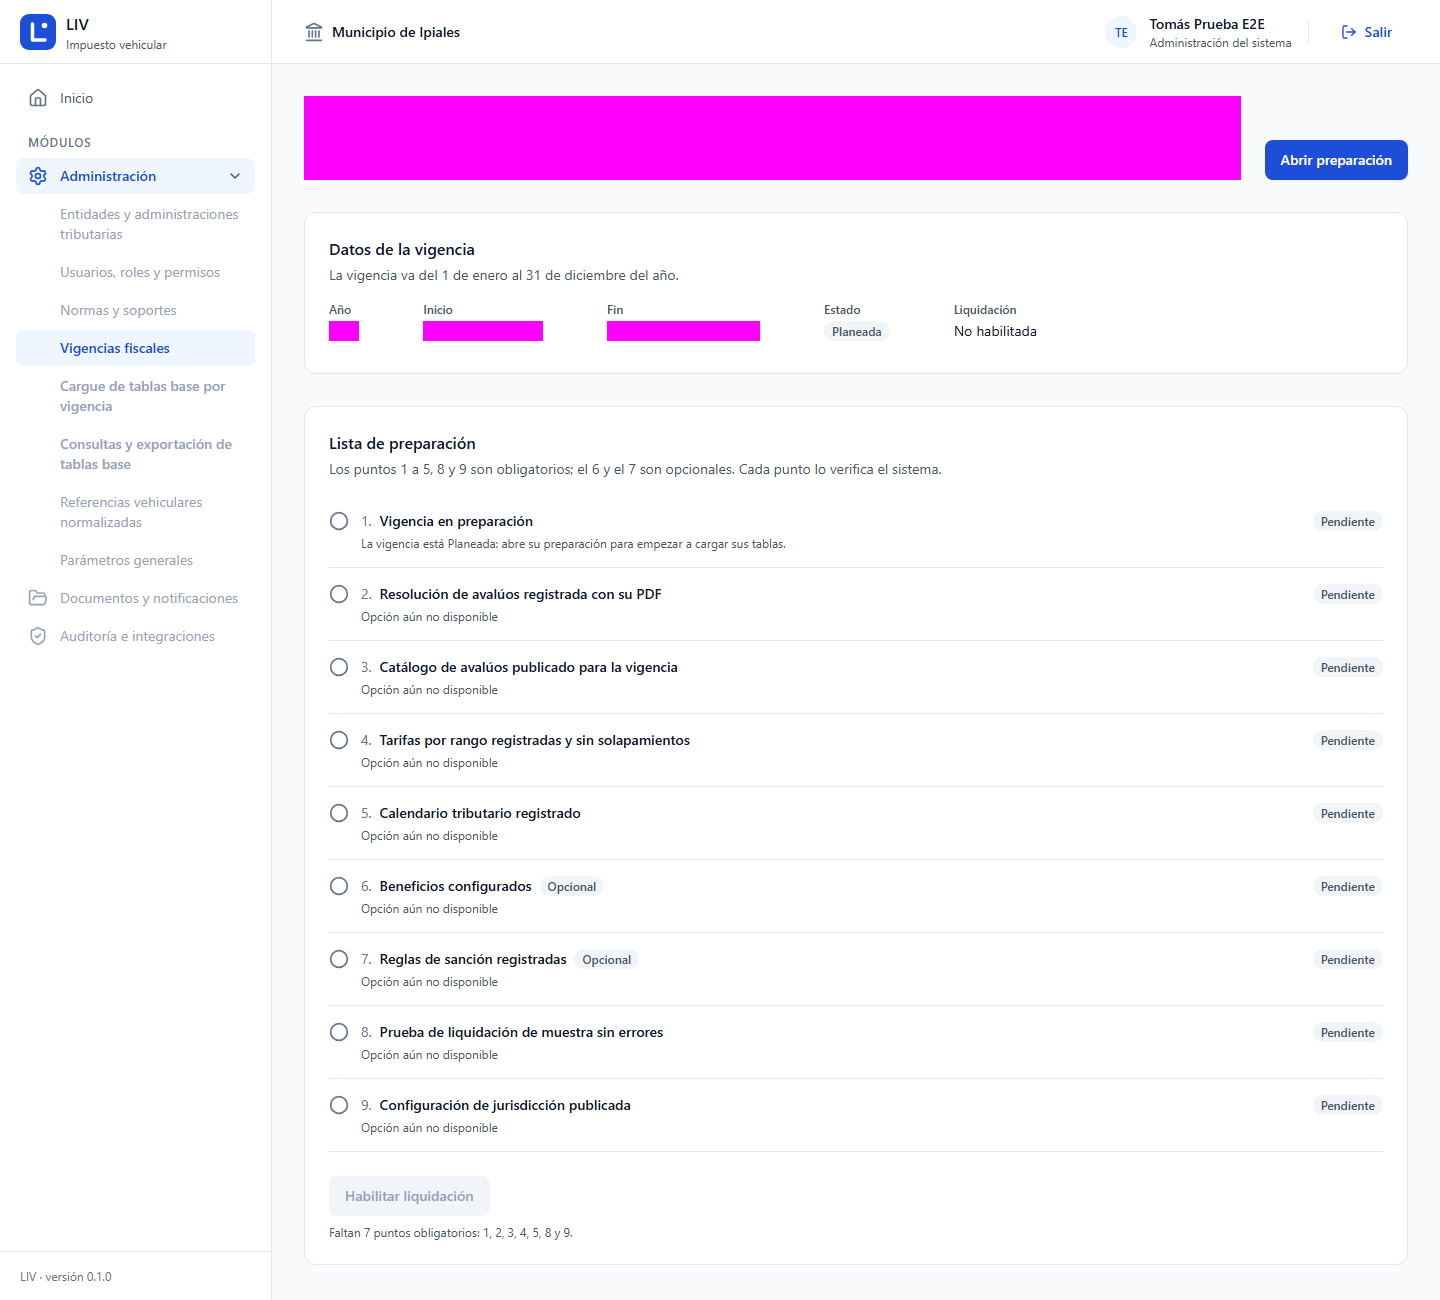 LIV
Impuesto vehicular
Municipio de Ipiales
TE
Tomás Prueba E2E
Administración del sistema
Salir
Inicio
MÓDULOS
Administración
Entidades y administraciones
tributarias
Usuarios, roles y permisos
Normas y soportes
Vigencias fiscales
Cargue de tablas base por
vigencia
Consultas y exportación de
tablas base
Referencias vehiculares
normalizadas
Parámetros generales
Documentos y notificaciones
Auditoría e integraciones
LIV · versión 0.1.0
Abrir preparación
Datos de la vigencia
La vigencia va del 1 de enero al 31 de diciembre del año.
Año
Inicio
Fin
Estado
Planeada
Liquidación
No habilitada
Lista de preparación
Los puntos 1 a 5, 8 y 9 son obligatorios; el 6 y el 7 son opcionales. Cada punto lo verifica el sistema.
1. Vigencia en preparación Pendiente
La vigencia está Planeada: abre su preparación para empezar a cargar sus tablas.
2. Resolución de avalúos registrada con su PDF Pendiente
Opción aún no disponible
3. Catálogo de avalúos publicado para la vigencia Pendiente
Opción aún no disponible
4. Tarifas por rango registradas y sin solapamientos Pendiente
Opción aún no disponible
5. Calendario tributario registrado Pendiente
Opción aún no disponible
6. Beneficios configurados Opcional Pendiente
Opción aún no disponible
7. Reglas de sanción registradas Opcional Pendiente
Opción aún no disponible
8. Prueba de liquidación de muestra sin errores Pendiente
Opción aún no disponible
9. Configuración de jurisdicción publicada Pendiente
Opción aún no disponible
Habilitar liquidación
Faltan 7 puntos obligatorios: 1, 2, 3, 4, 5, 8 y 9.